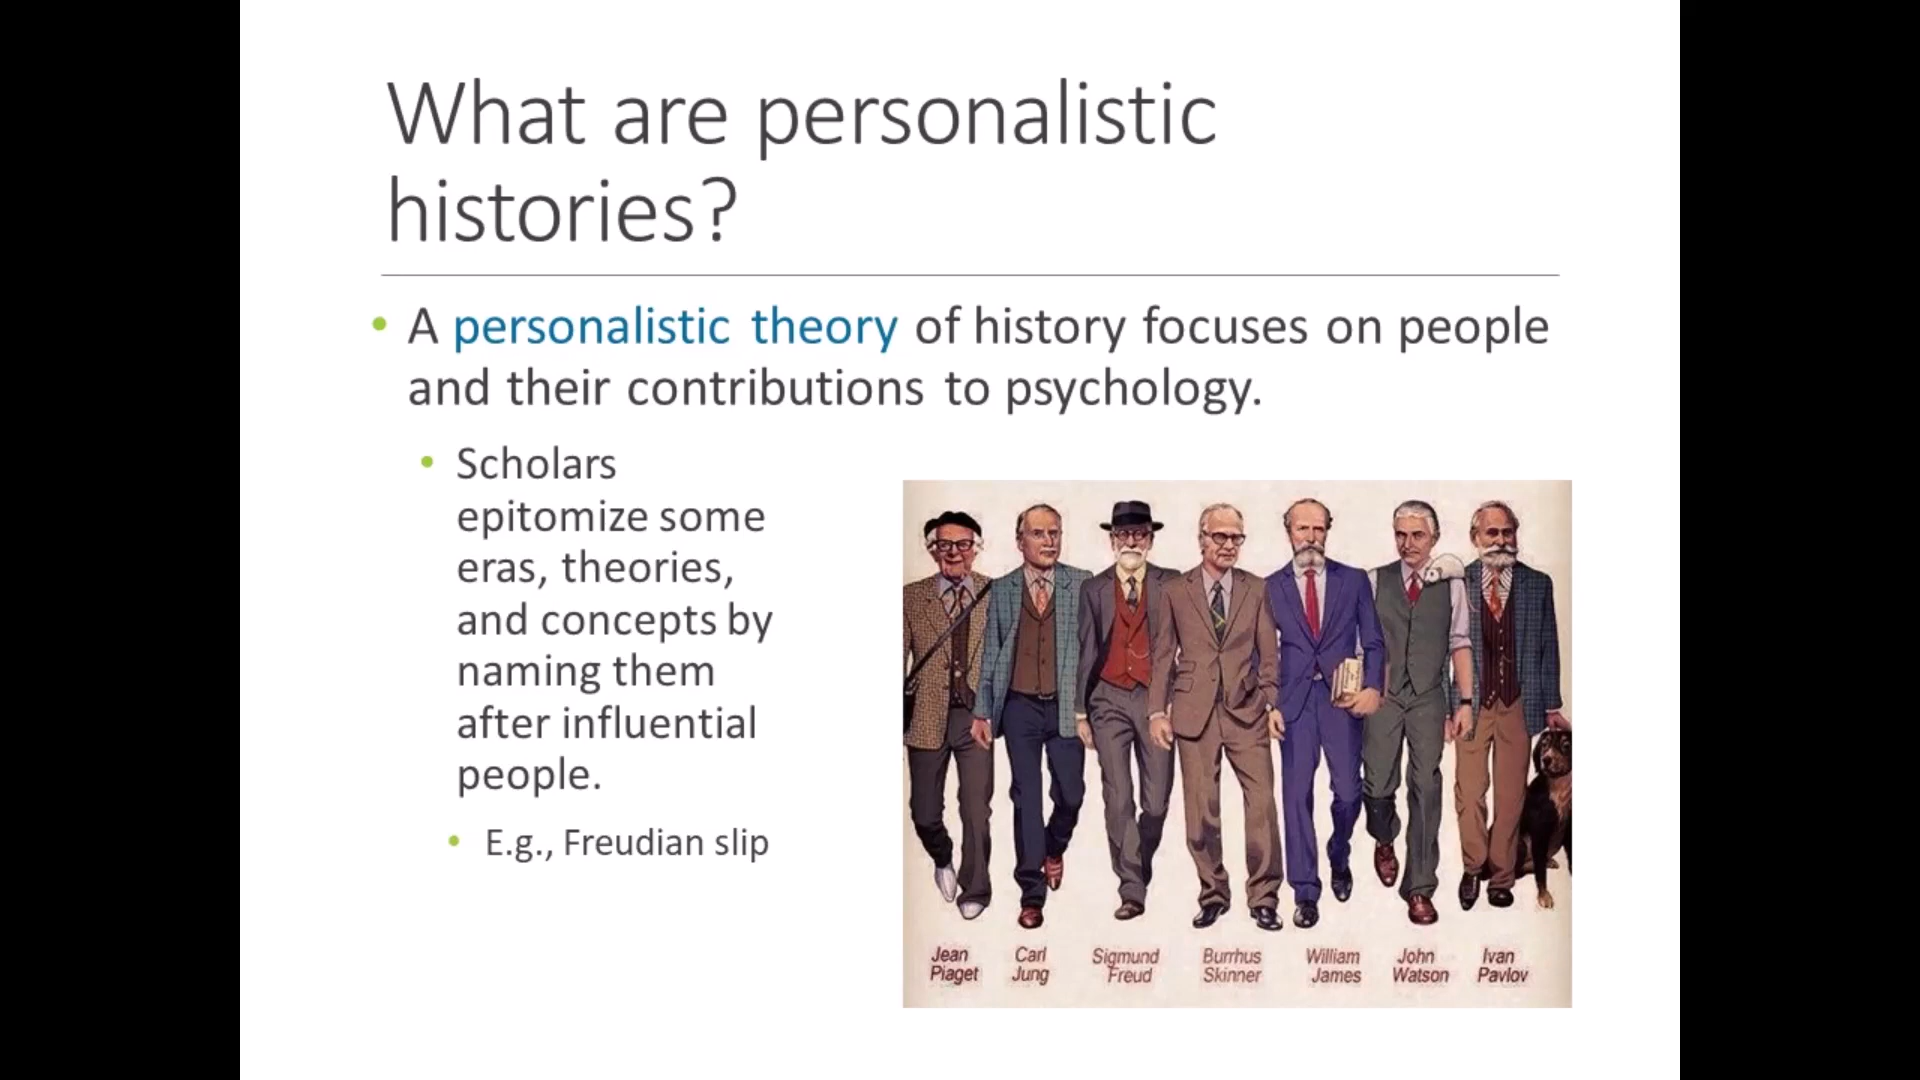 What are personalistic
histories?
• A personalistic theory of history focuses on people
and their contributions to psychology.
• Scholars
epitomize some
eras, theories,
and concepts by
naming them
after influential
people.
• E.g., Freudian slip
Jean Piaget
Carl Jung
Sigmund Freud
Burrhus Skinner
William James
John Watson
Ivan Pavlov